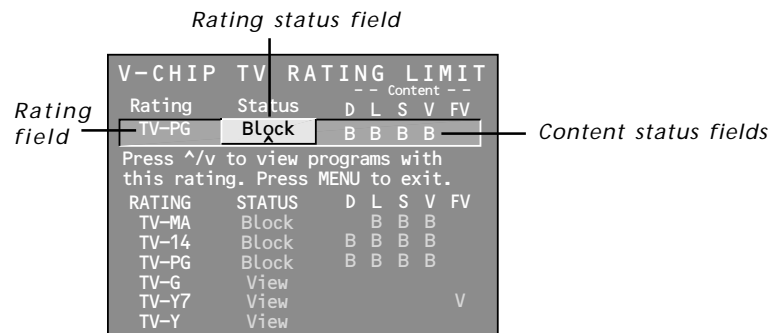 Rating status field
V-CHIP TV RATING LIMIT
– – Content – –
Rating Status D L S V FV
Rating field
TV-PG Block B B B B
Content status fields
Press ^/v to view programs with
this rating. Press MENU to exit.
RATING STATUS D L S V FV
TV-MA Block B B B
TV-14 Block B B B B
TV-PG Block B B B B
TV-G View
TV-Y7 View V
TV-Y View